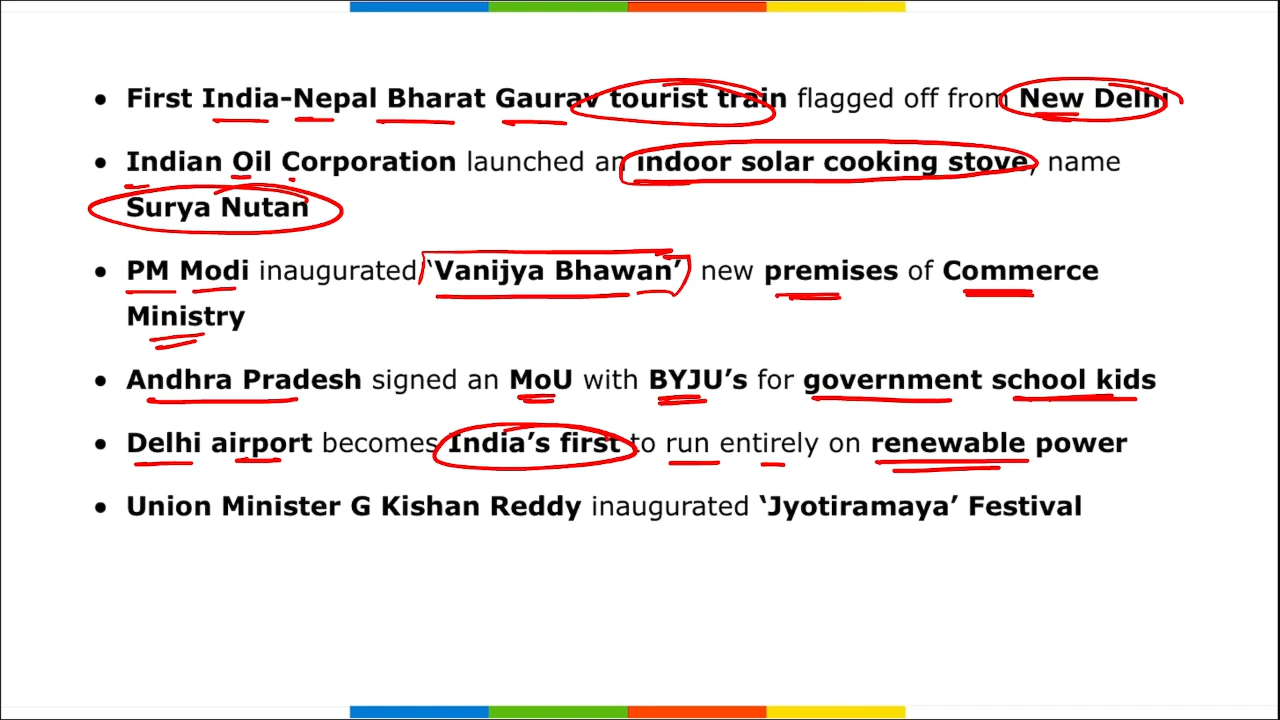 • First India-Nepal Bharat Gaurav tourist train flagged off from New Delhi
• Indian Oil Corporation launched an indoor solar cooking stove, name
Surya Nutan
• PM Modi inaugurated ‘Vanijya Bhawan’ new premises of Commerce
Ministry
• Andhra Pradesh signed an MoU with BYJU’s for government school kids
• Delhi airport becomes India’s first to run entirely on renewable power
• Union Minister G Kishan Reddy inaugurated ‘Jyotiramaya’ Festival